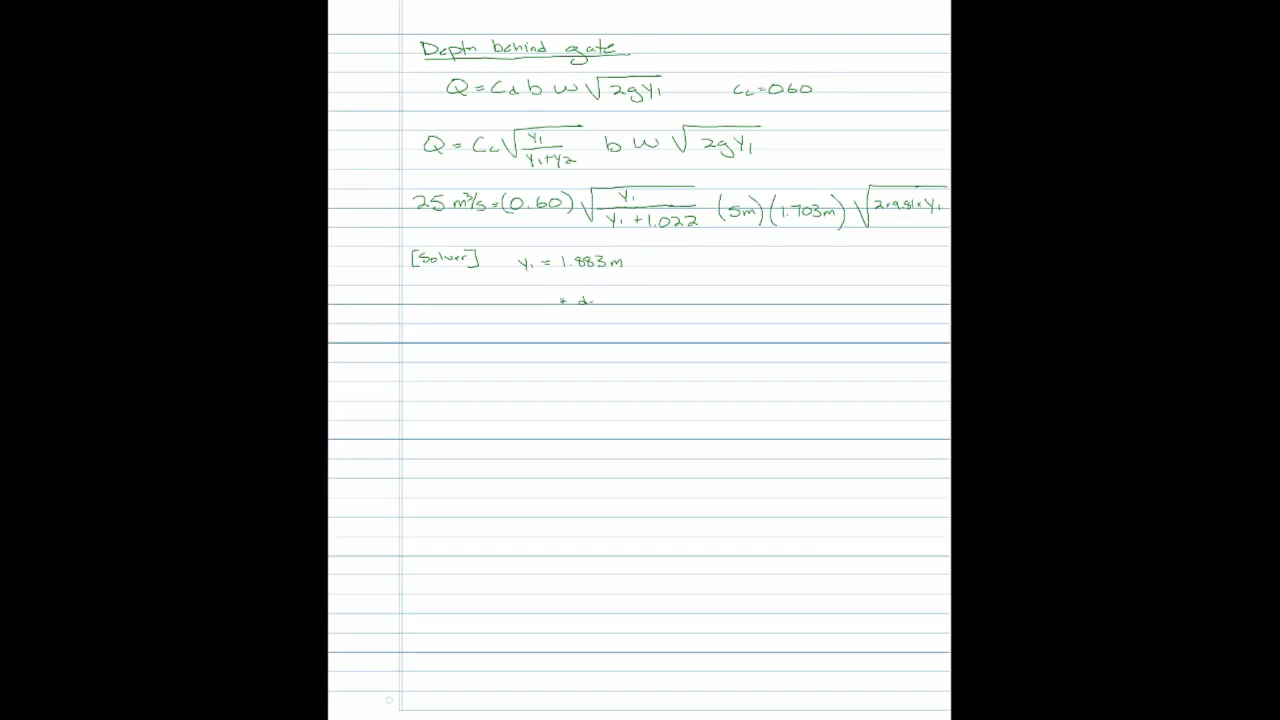 Depth behind gate
Q = Cd b w √2gy₁ Cc = 0.60
Q = Cc √(y₁/(y₁+y₂)) b w √2gy₁
25 m³/s = (0.60) √(y₁/(y₁+1.022)) (5m)(1.703m) √2×9.81×y₁
[Solver] y₁ = 1.883m
* d